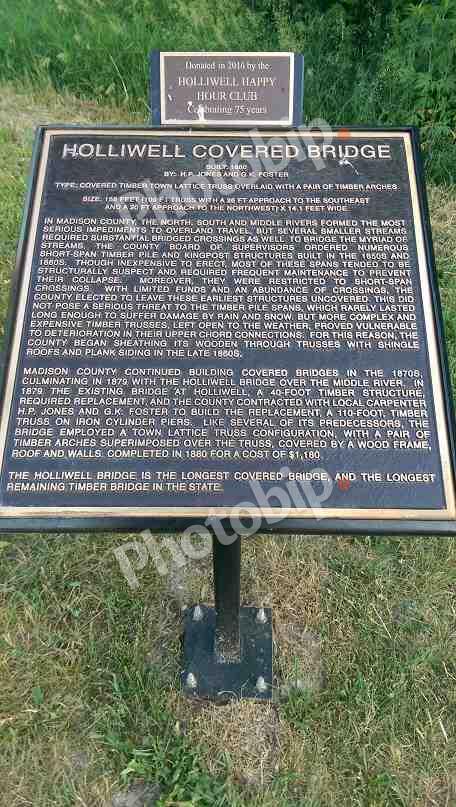 Donated in 2016 by the
HOLLIWELL HAPPY
HOUR CLUB
Celebrating 75 years
HOLLIWELL COVERED BRIDGE
BUILT: 1880
BY: H.P. JONES AND G.K. FOSTER
TYPE: COVERED TIMBER TOWN LATTICE TRUSS OVERLAID WITH A PAIR OF TIMBER ARCHES
SIZE: FEET FT) TRUSS WITH A FT APPROACH TO THE SOUTHEAST
AND A 20 FT APPROACH TO THE NORTHWEST) X 14.1 FEET WIDE
IN MADISON COUNTY, THE NORTH, SOUTH AND MIDDLE RIVERS FORMED THE MOST
SERIOUS IMPEDIMENTS TO OVERLAND TRAVEL, BUT SEVERAL SMALLER STREAMS
REQUIRED SUBSTANTIAL BRIDGED CROSSINGS AS WELL. TO BRIDGE THE MYRIAD OF
STREAMS, THE COUNTY BOARD OF SUPERVISORS ORDERED NUMEROUS
SHORT-SPAN TIMBER PILE AND KINGPOST STRUCTURES BUILT IN THE 1850S AND
1860S. THOUGH INEXPENSIVE TO ERECT, MOST OF THESE SPANS TENDED TO BE
STRUCTURALLY SUSPECT AND REQUIRED FREQUENT MAINTENANCE TO PREVENT
THEIR COLLAPSE. MOREOVER, THEY WERE RESTRICTED TO SHORT-SPAN
CROSSINGS. WITH LIMITED FUNDS AND AN ABUNDANCE OF CROSSINGS, THE
COUNTY ELECTED TO LEAVE THESE EARLIEST STRUCTURES UNCOVERED. THIS DID
NOT POSE A SERIOUS THREAT TO THE TIMBER PILE SPANS, WHICH RARELY LASTED
LONG ENOUGH TO SUFFER DAMAGE BY RAIN AND SNOW. BUT MORE COMPLEX AND
EXPENSIVE TIMBER TRUSSES, LEFT OPEN TO THE WEATHER, PROVED VULNERABLE
TO DETERIORATION IN THEIR UPPER CHORD CONNECTIONS. FOR THIS REASON, THE
COUNTY BEGAN SHEATHING ITS WOODEN THROUGH TRUSSES WITH SHINGLE
ROOFS AND PLANK SIDING IN THE LATE 1860S.
MADISON COUNTY CONTINUED BUILDING COVERED BRIDGES IN THE 1870S,
CULMINATING IN 1879 WITH THE HOLLIWELL BRIDGE OVER THE MIDDLE RIVER. IN
1879 THE EXISTING BRIDGE AT HOLLIWELL, A 40-FOOT TIMBER STRUCTURE,
REQUIRED REPLACEMENT, AND THE COUNTY CONTRACTED WITH LOCAL CARPENTER
H.P. JONES AND G.K. FOSTER TO BUILD THE REPLACEMENT, A 110-FOOT, TIMBER
TRUSS ON IRON CYLINDER PIERS. LIKE SEVERAL OF ITS PREDECESSORS, THE
BRIDGE EMPLOYED A TOWN LATTICE TRUSS CONFIGURATION, WITH A PAIR OF
TIMBER ARCHES SUPERIMPOSED OVER THE TRUSS, COVERED BY A WOOD FRAME,
ROOF AND WALLS. COMPLETED IN 1880 FOR A COST OF $1,180.
THE HOLLIWELL BRIDGE IS THE LONGEST COVERED BRIDGE, AND THE LONGEST
REMAINING TIMBER BRIDGE IN THE STATE.
Photobip
Photobip
Photobip